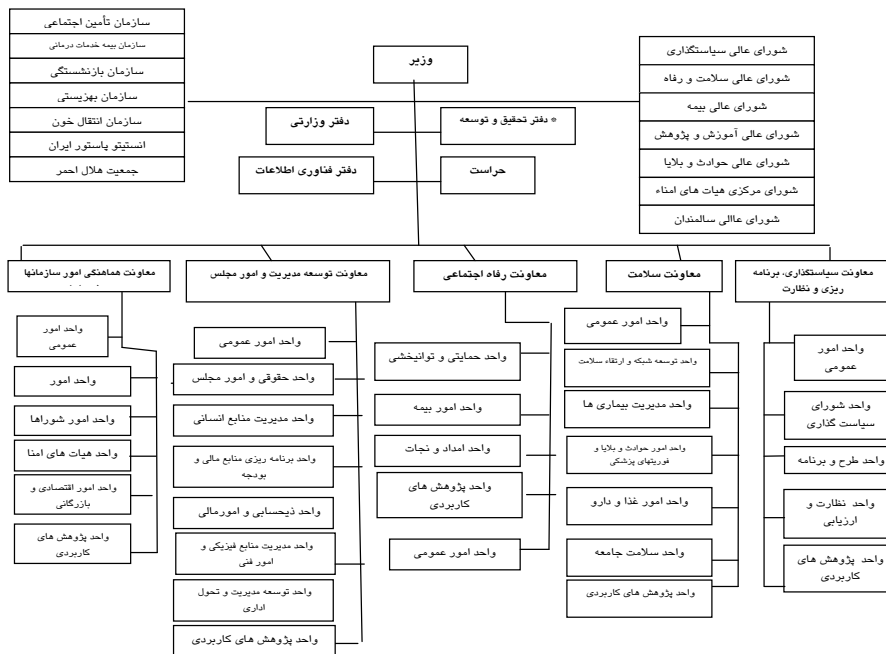 وزیر
شورای عالی سیاستگذاری
شورای عالی سلامت و رفاه
شورای عالی بیمه
شورای عالی آموزش و پژوهش
شورای عالی حوادث و بلایا
شورای مرکزی هیات های امناء
شورای عاالی سالمندان
سازمان تأمین اجتماعی
سازمان بیمه خدمات درمانی
سازمان بازنشستگی
سازمان بهزیستی
سازمان انتقال خون
انستیتو پاستور ایران
جمعیت هلال احمر
* دفتر تحقیق و توسعه
دفتر وزارتی
حراست
دفتر فناوری اطلاعات
معاونت سیاستگذاری، برنامه
ریزی و نظارت
واحد امور
عمومی
واحد شورای
سیاست گذاری
واحد طرح و برنامه
واحد نظارت و
ارزیابی
واحد پژوهش های
کاربردی
معاونت سلامت
واحد امور عمومی
واحد توسعه شبکه و ارتقاء سلامت
واحد مدیریت بیماری ها
واحد امور حوادث و بلایا و
فوریتهای پزشکی
واحد امور غذا و دارو
واحد سلامت جامعه
واحد پژوهش های کاربردی
معاونت رفاه اجتماعی
واحد حمایتی و توانیخشی
واحد امور بیمه
واحد امداد و نجات
واحد پژوهش های
کاربردی
واحد امور عمومی
معاونت توسعه مدیریت و امور مجلس
واحد امور عمومی
واحد حقوقی و امور مجلس
واحد مدیریت منابع انسانی
واحد برنامه ریزی منابع مالی و
بودجه
واحد ذیحسابی و امورمالی
واحد مدیریت منابع فیزیکی و
امور فنی
واحد توسعه مدیریت و تحول
اداری
واحد پژوهش های کاربردی
معاونت هماهنگی امور سازمانها
واحد امور
عمومی
واحد امور
واحد امور شوراها
واحد هیات های امنا
واحد امور اقتصادی و
بازرگانی
واحد پژوهش های
کاربردی